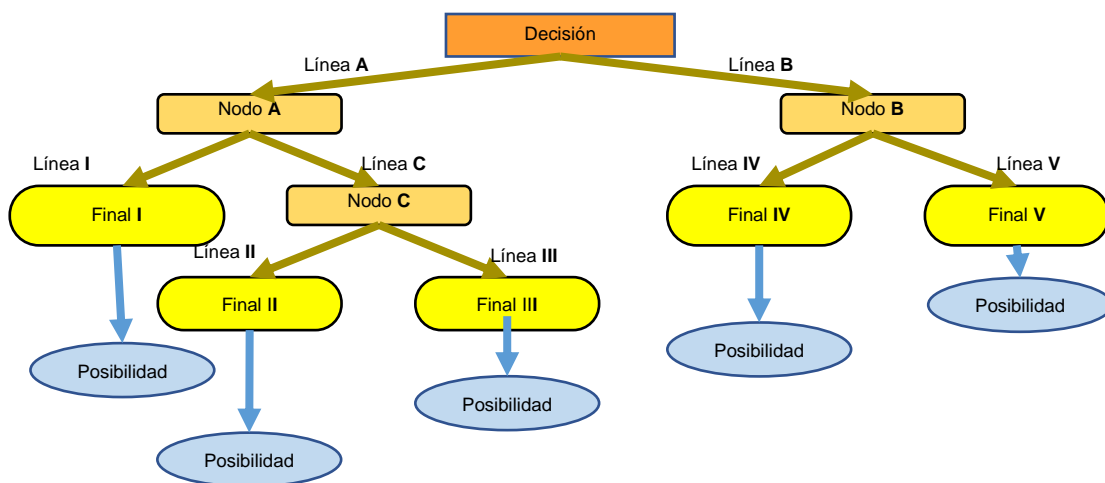 Decisión
Línea A
Línea B
Nodo A
Nodo B
Línea I
Línea C
Línea IV
Línea V
Final I
Nodo C
Final IV
Final V
Línea II
Línea III
Final II
Final III
Posibilidad
Posibilidad
Posibilidad
Posibilidad
Posibilidad